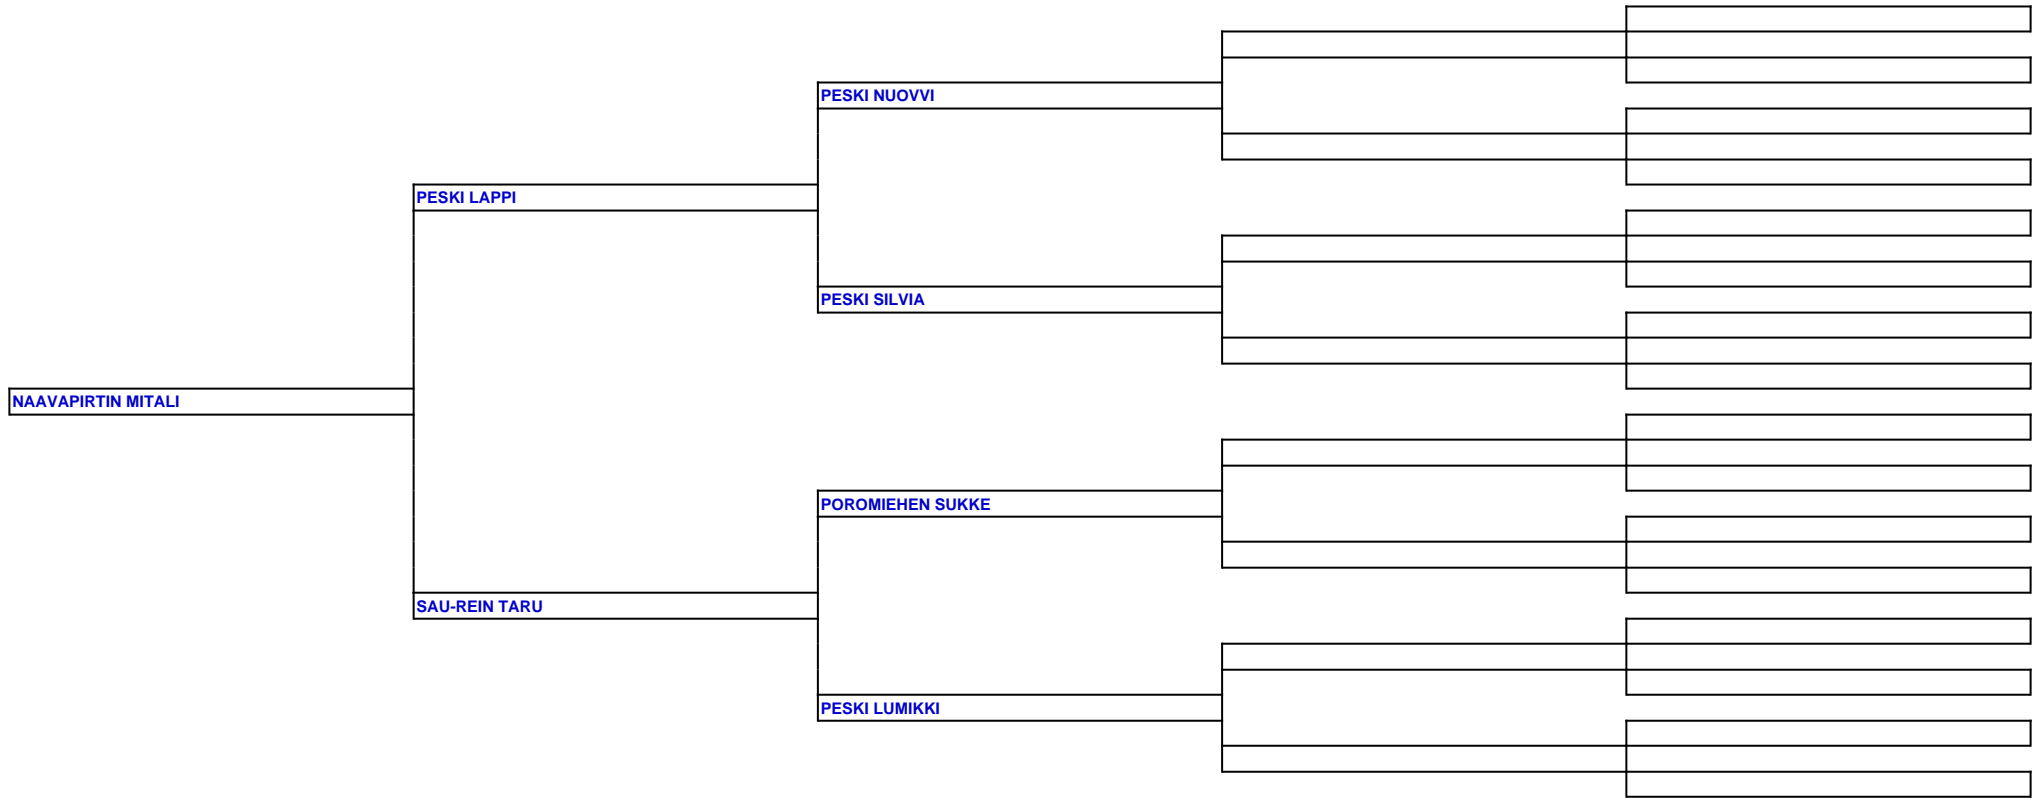 PESKI NUOVVI
PESKI LAPPI
PESKI SILVIA
NAAVAPIRTIN MITALI
POROMIEHEN SUKKE
SAU-REIN TARU
PESKI LUMIKKI